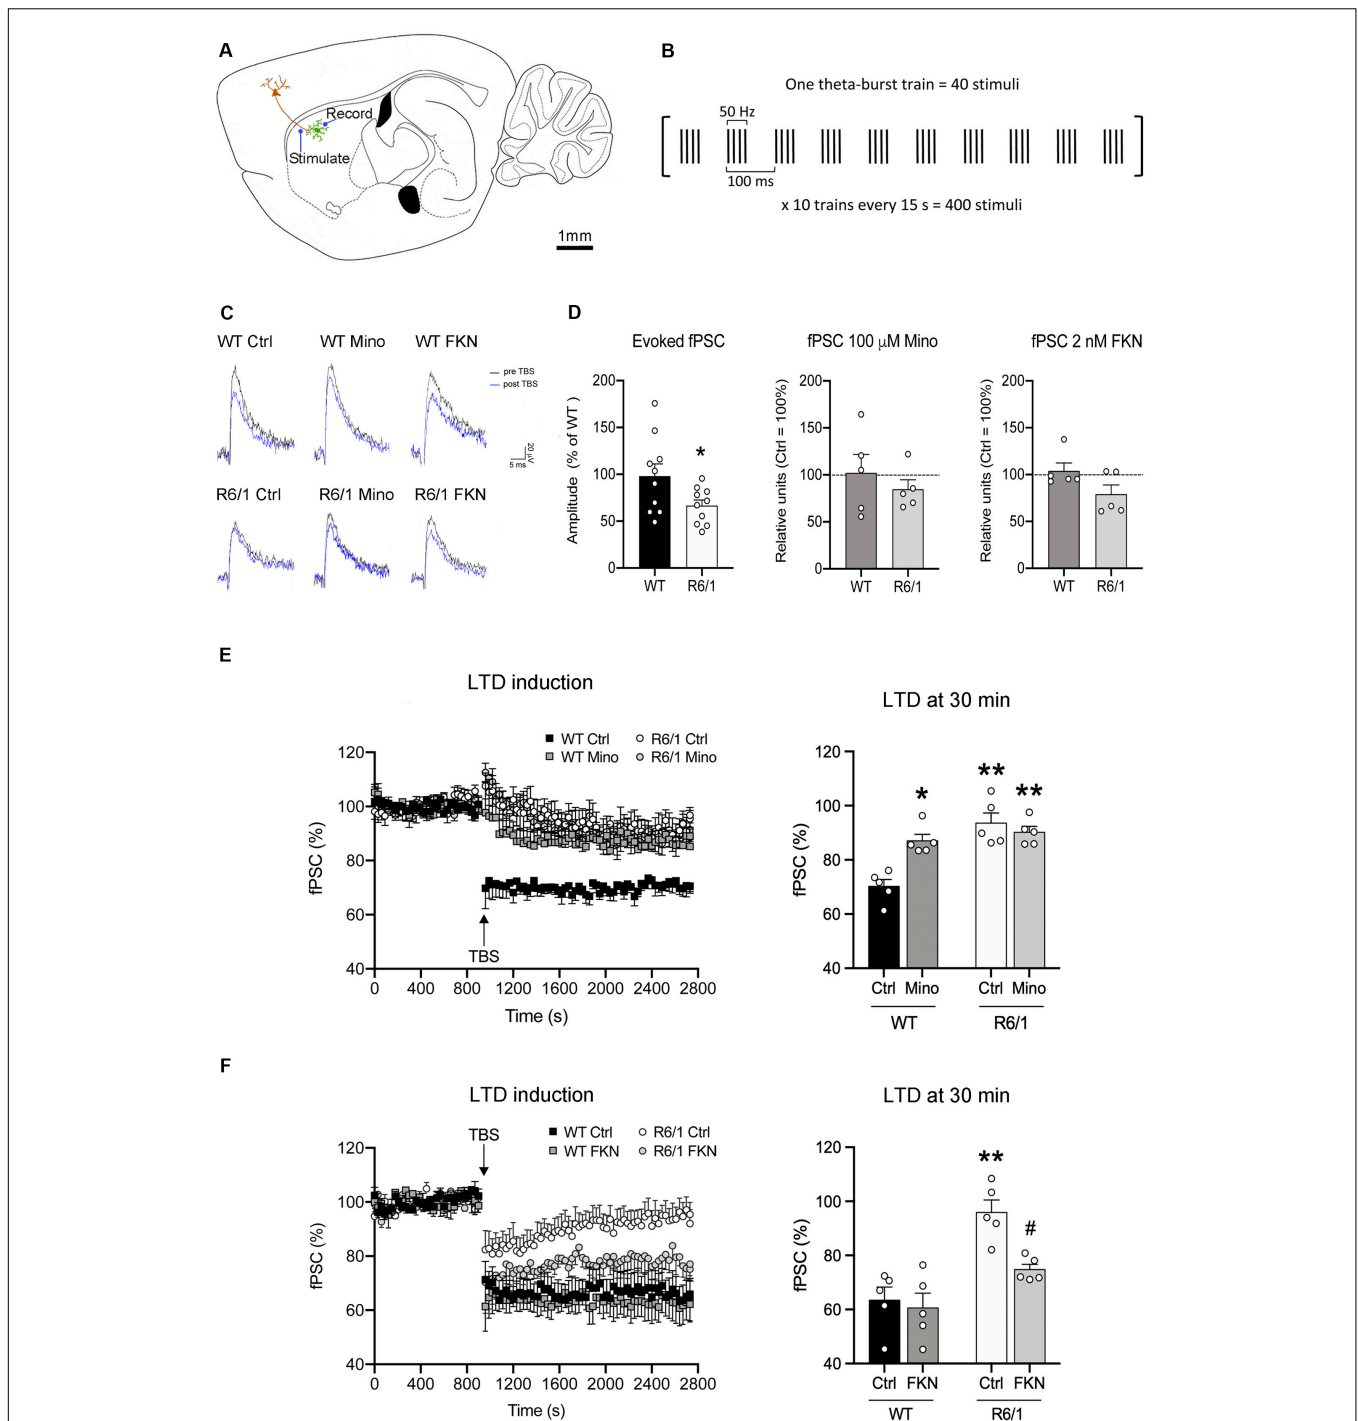 A
Record
Stimulate
1mm
B
One theta-burst train = 40 stimuli
50 Hz
100 ms
x 10 trains every 15 s = 400 stimuli
C
WT Ctrl
WT Mino
WT FKN
pre TBS
post TBS
20 µV
5 ms
R6/1 Ctrl
R6/1 Mino
R6/1 FKN
D
Evoked fPSC
Amplitude (% of WT )
200
150
100
50
0
*
WT
R6/1
fPSC 100 µM Mino
Relative units (Ctrl = 100%)
200
150
100
50
0
WT
R6/1
fPSC 2 nM FKN
Relative units (Ctrl = 100%)
200
150
100
50
0
WT
R6/1
E
LTD induction
WT Ctrl
R6/1 Ctrl
WT Mino
R6/1 Mino
fPSC (%)
120
100
80
60
40
TBS
0 400 800 1200 1600 2000 2400 2800
Time (s)
LTD at 30 min
fPSC (%)
120
100
80
60
40
*
**
**
Ctrl Mino Ctrl Mino
WT R6/1
F
LTD induction
TBS
WT Ctrl
R6/1 Ctrl
WT FKN
R6/1 FKN
fPSC (%)
120
100
80
60
40
0 400 800 1200 1600 2000 2400 2800
Time (s)
LTD at 30 min
fPSC (%)
120
100
80
60
40
**
#
Ctrl FKN Ctrl FKN
WT R6/1